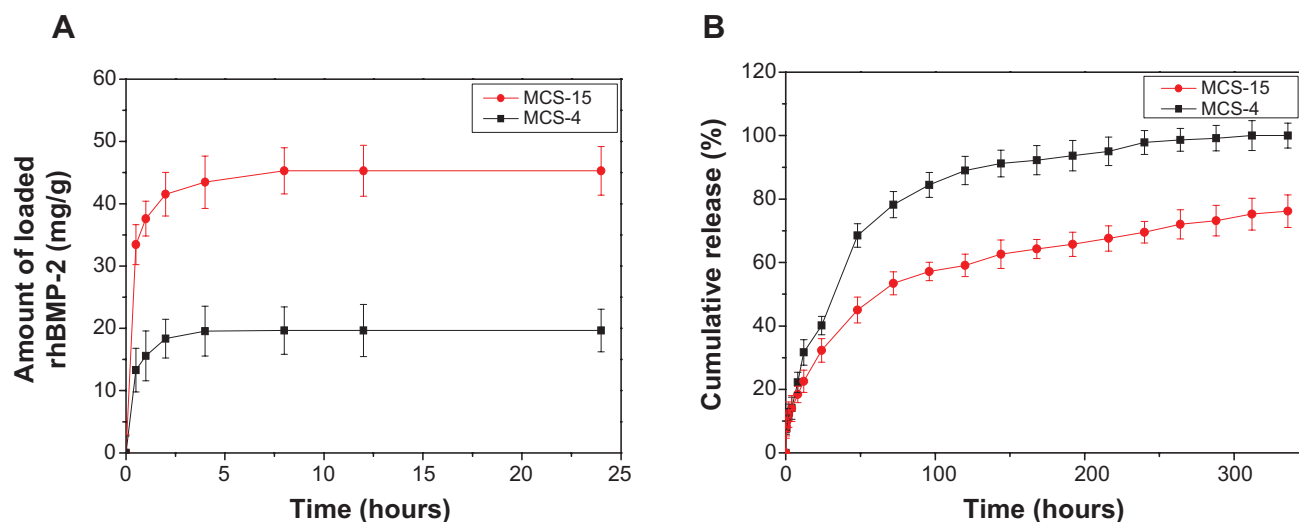 A
Amount of loaded
rhBMP-2 (mg/g)
60
50
40
30
20
10
0
MCS-15
MCS-4
0 5 10 15 20 25
Time (hours)
B
Cumulative release (%)
120
100
80
60
40
20
0
MCS-15
MCS-4
0 100 200 300
Time (hours)